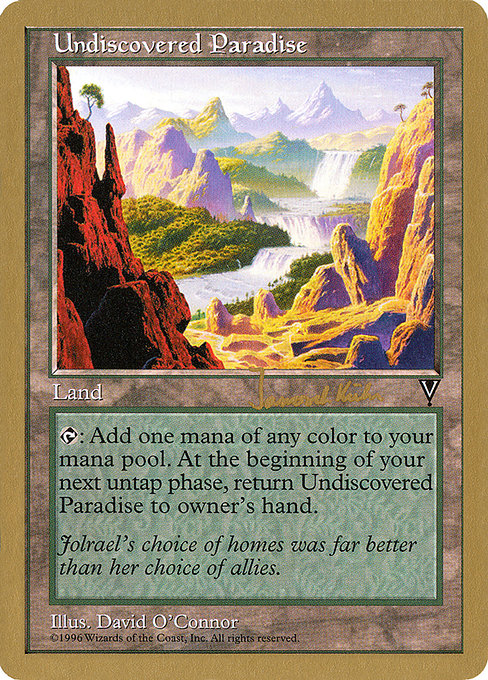 Undiscovered Paradise
Land
: Add one mana of any color to your
mana pool. At the beginning of your
next untap phase, return Undiscovered
Paradise to owner's hand.
Jolrael's choice of homes was far better
than her choice of allies.
Illus. David O'Connor
©1996 Wizards of the Coast, Inc. All rights reserved.